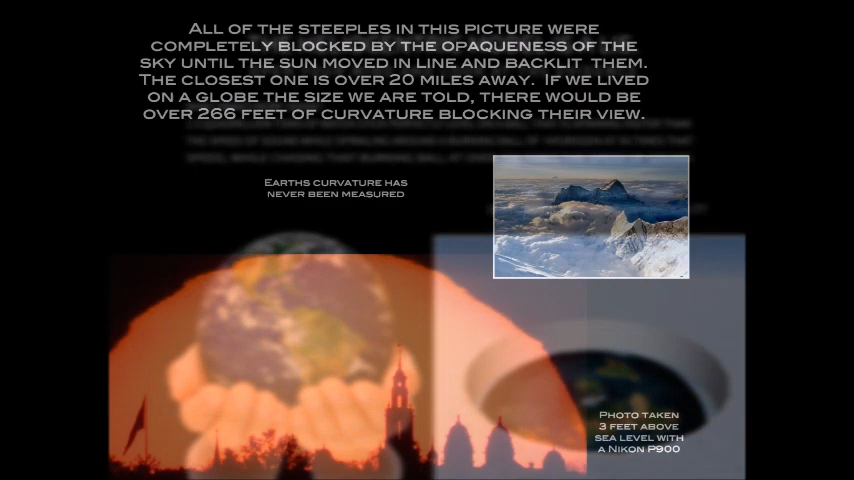 ALL OF THE STEEPLES IN THIS PICTURE WERE
COMPLETELY BLOCKED BY THE OPAQUENESS OF THE
SKY UNTIL THE SUN MOVED IN LINE AND BACKLIT THEM.
THE CLOSEST ONE IS OVER 20 MILES AWAY. IF WE LIVED
ON A GLOBE THE SIZE WE ARE TOLD, THERE WOULD BE
OVER 266 FEET OF CURVATURE BLOCKING THEIR VIEW.
EARTHS CURVATURE HAS
NEVER BEEN MEASURED
PHOTO TAKEN
3 FEET ABOVE
SEA LEVEL WITH
A NIKON P900